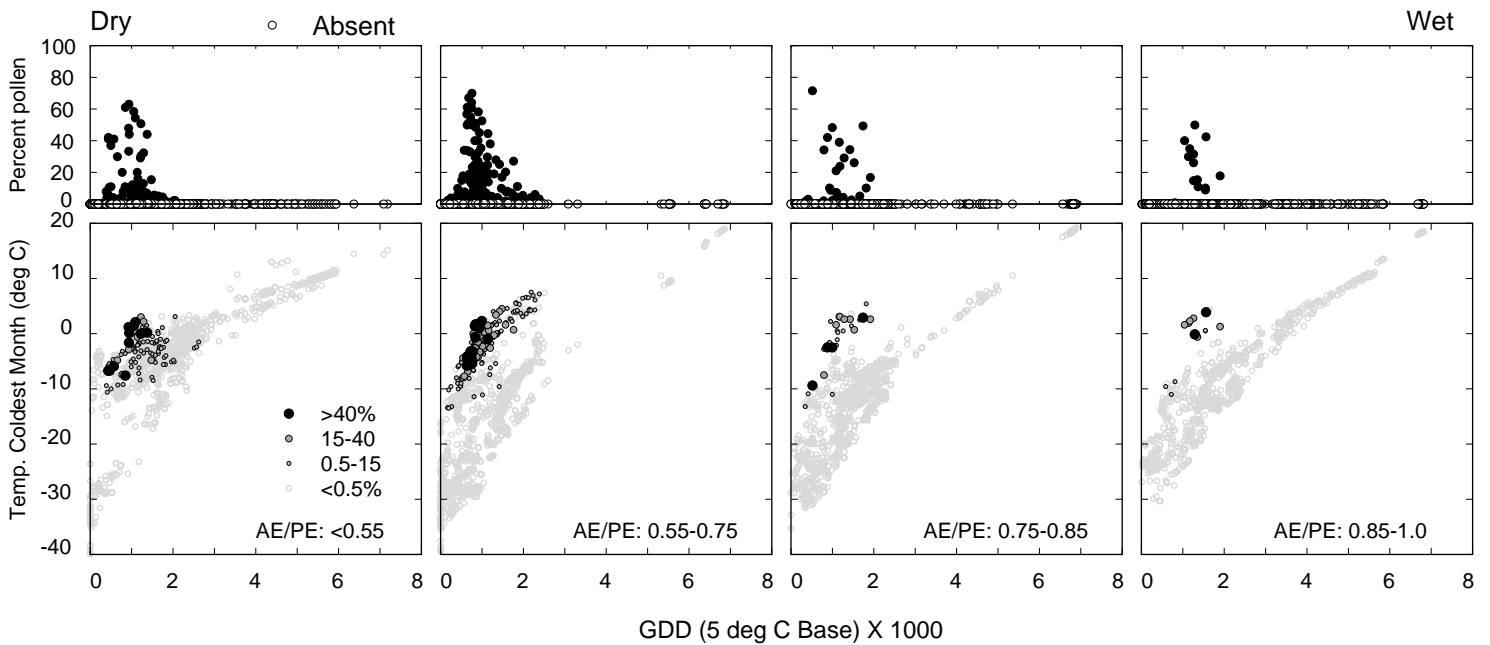 Dry
Absent
Wet
Percent pollen
100
80
60
40
20
0
Temp. Coldest Month (deg C)
20
10
0
-10
-20
-30
-40
>40%
15-40
0.5-15
<0.5%
AE/PE: <0.55
AE/PE: 0.55-0.75
AE/PE: 0.75-0.85
AE/PE: 0.85-1.0
0 2 4 6 8 0 2 4 6 8 0 2 4 6 8 0 2 4 6 8
GDD (5 deg C Base) X 1000